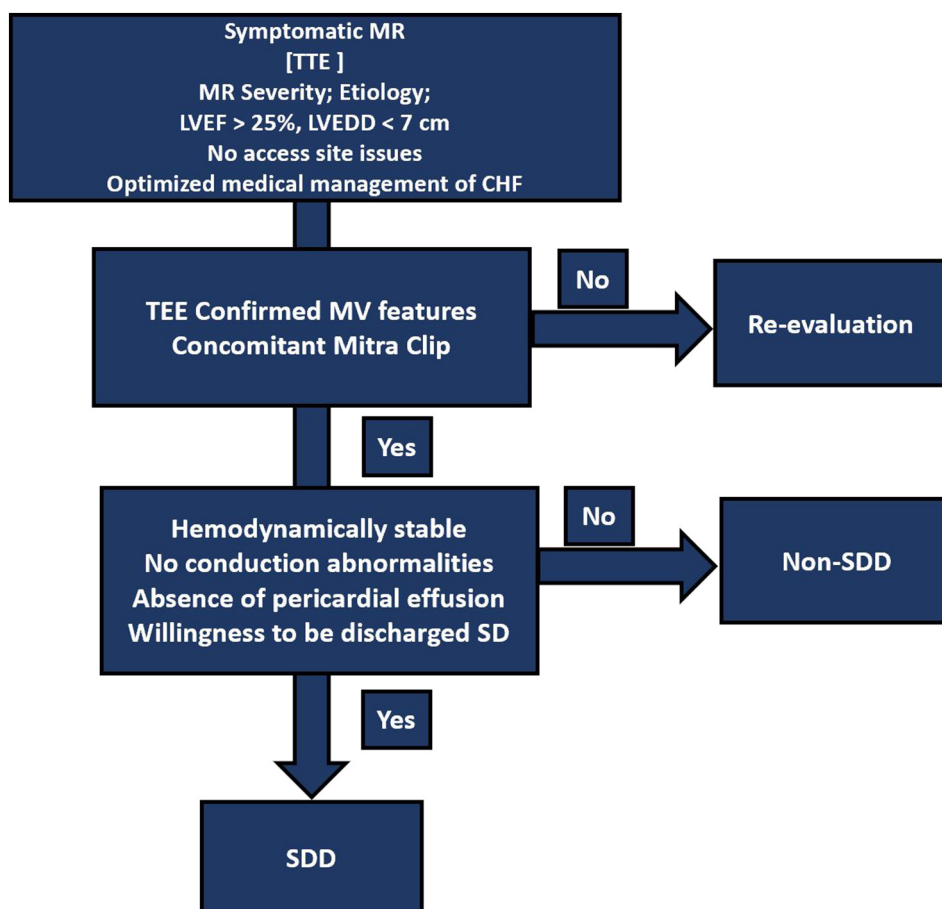 Symptomatic MR
[TTE ]
MR Severity; Etiology;
LVEF > 25%, LVEDD < 7 cm
No access site issues
Optimized medical management of CHF
TEE Confirmed MV features
Concomitant Mitra Clip
No
Re-evaluation
Yes
Hemodynamically stable
No conduction abnormalities
Absence of pericardial effusion
Willingness to be discharged SD
No
Non-SDD
Yes
SDD